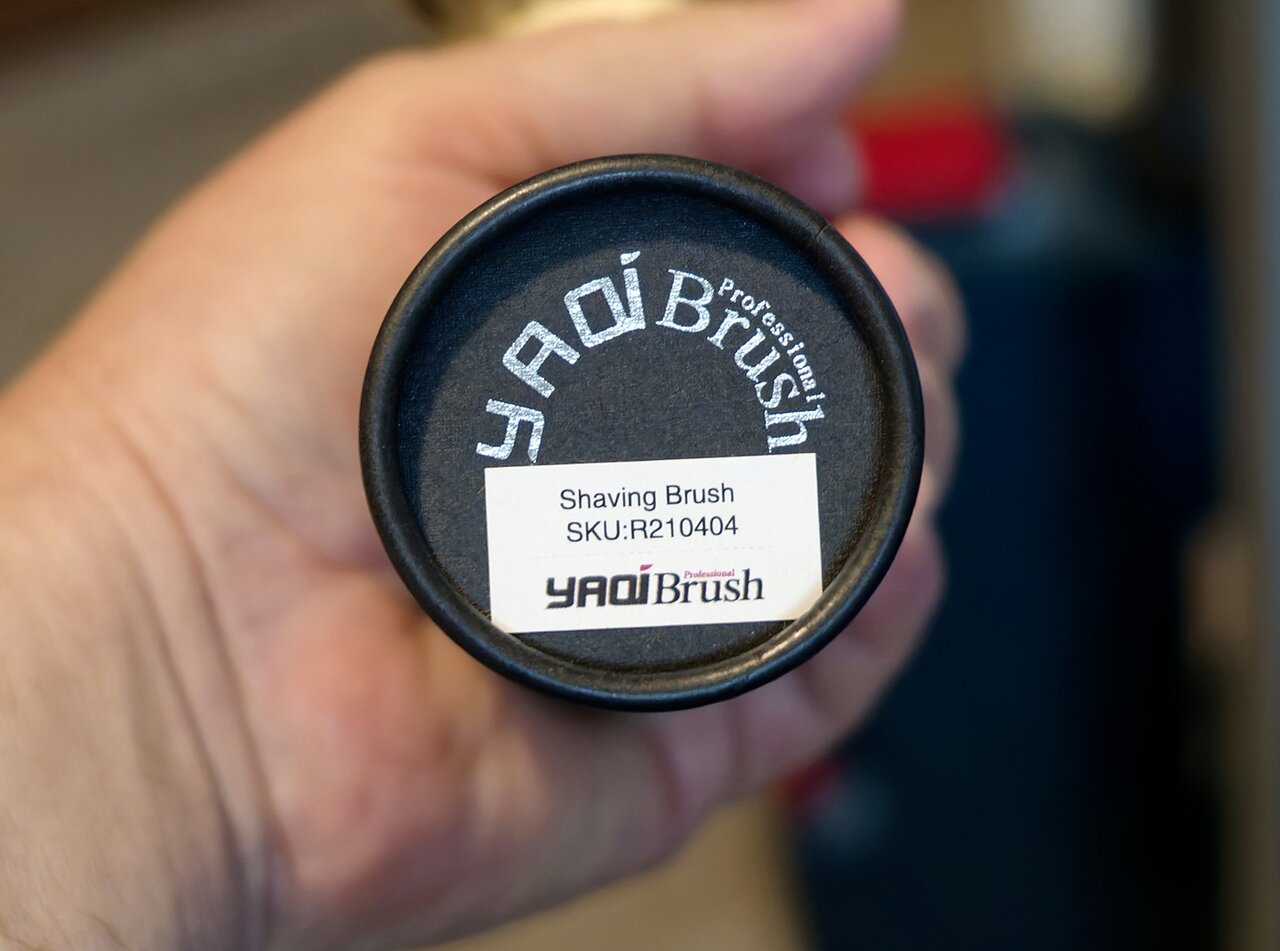 YAQi Brush
Professional
Shaving Brush
SKU:R210404
Professional
YAQi Brush